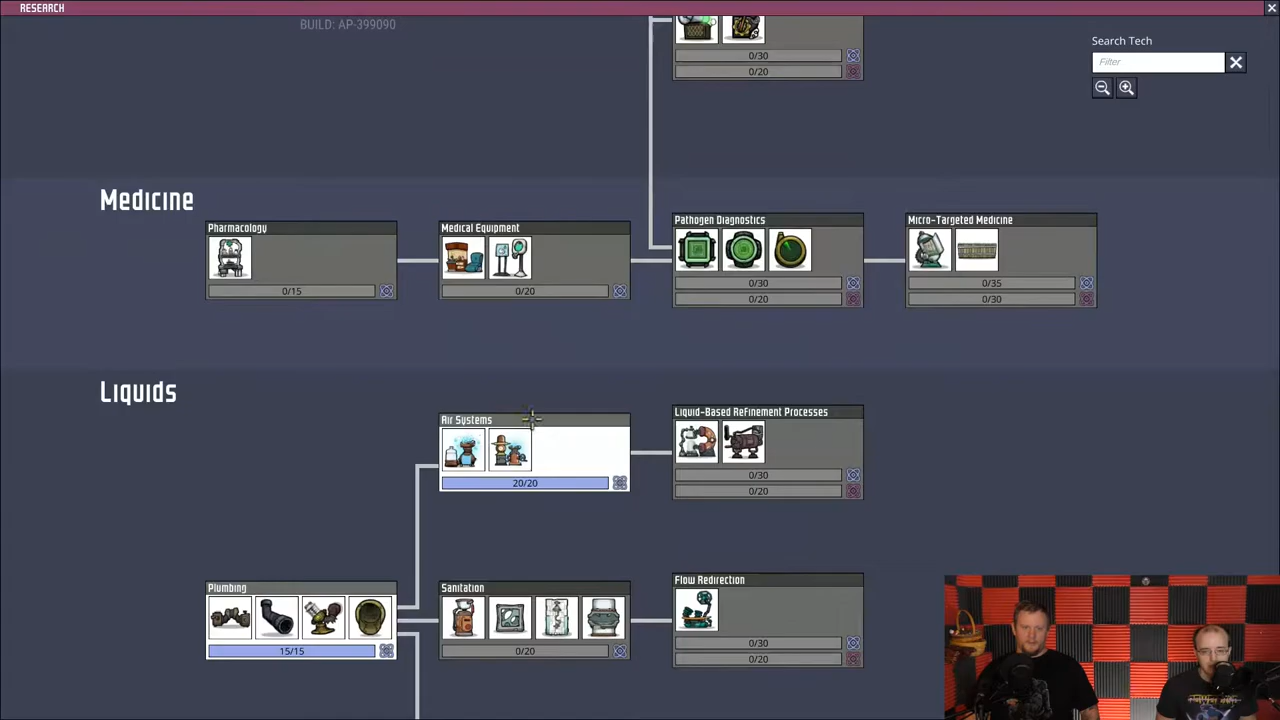 RESEARCH
BUILD: AP-399090
Search Tech
Filter
0/30
0/20
Medicine
Pharmacology
0/15
Medical Equipment
0/20
Pathogen Diagnostics
0/30
0/20
Micro-Targeted Medicine
0/35
0/30
Liquids
Air Systems
20/20
Liquid-Based Refinement Processes
0/30
0/20
Plumbing
15/15
Sanitation
0/20
Flow Redirection
0/30
0/20